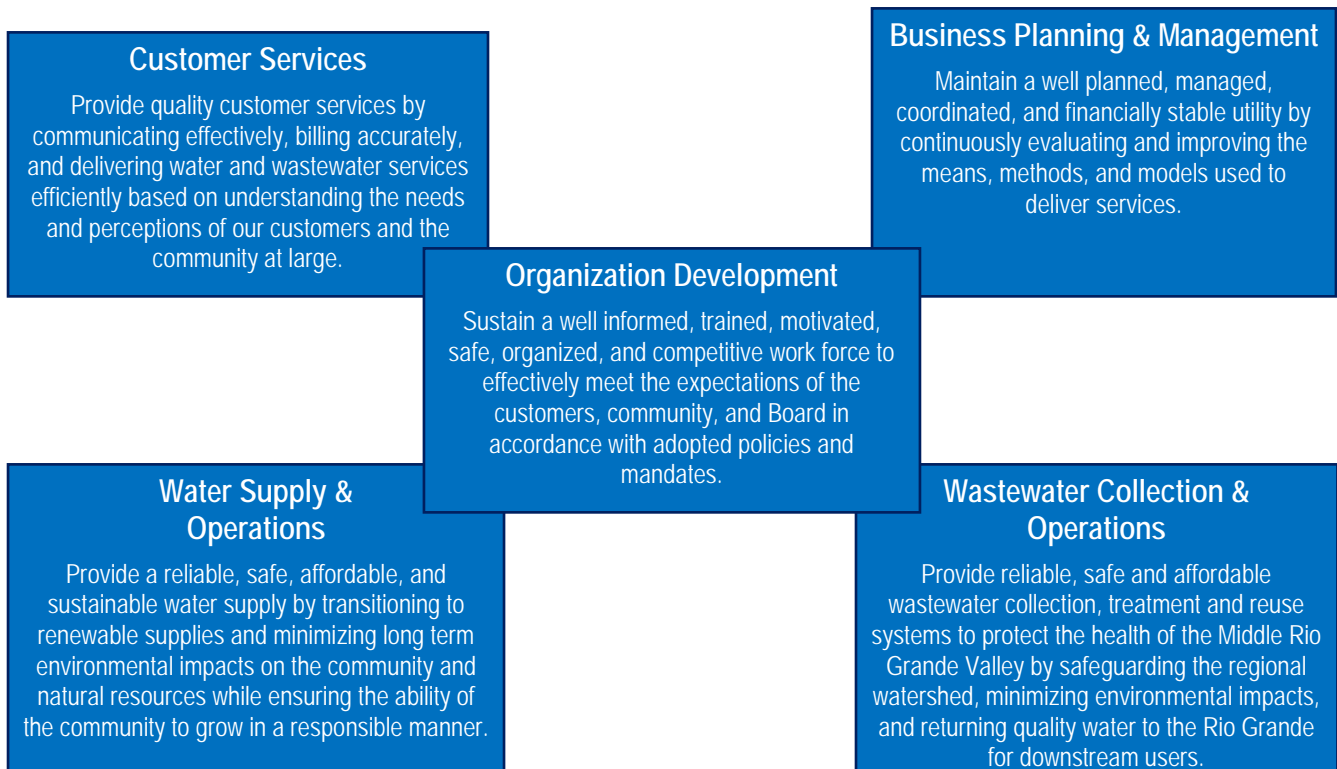 Customer Services
Provide quality customer services by
communicating effectively, billing accurately,
and delivering water and wastewater services
efficiently based on understanding the needs
and perceptions of our customers and the
community at large.
Business Planning & Management
Maintain a well planned, managed,
coordinated, and financially stable utility by
continuously evaluating and improving the
means, methods, and models used to
deliver services.
Organization Development
Sustain a well informed, trained, motivated,
safe, organized, and competitive work force to
effectively meet the expectations of the
customers, community, and Board in
accordance with adopted policies and
mandates.
Water Supply &
Operations
Provide a reliable, safe, affordable, and
sustainable water supply by transitioning to
renewable supplies and minimizing long term
environmental impacts on the community and
natural resources while ensuring the ability of
the community to grow in a responsible manner.
Wastewater Collection &
Operations
Provide reliable, safe and affordable
wastewater collection, treatment and reuse
systems to protect the health of the Middle Rio
Grande Valley by safeguarding the regional
watershed, minimizing environmental impacts,
and returning quality water to the Rio Grande
for downstream users.